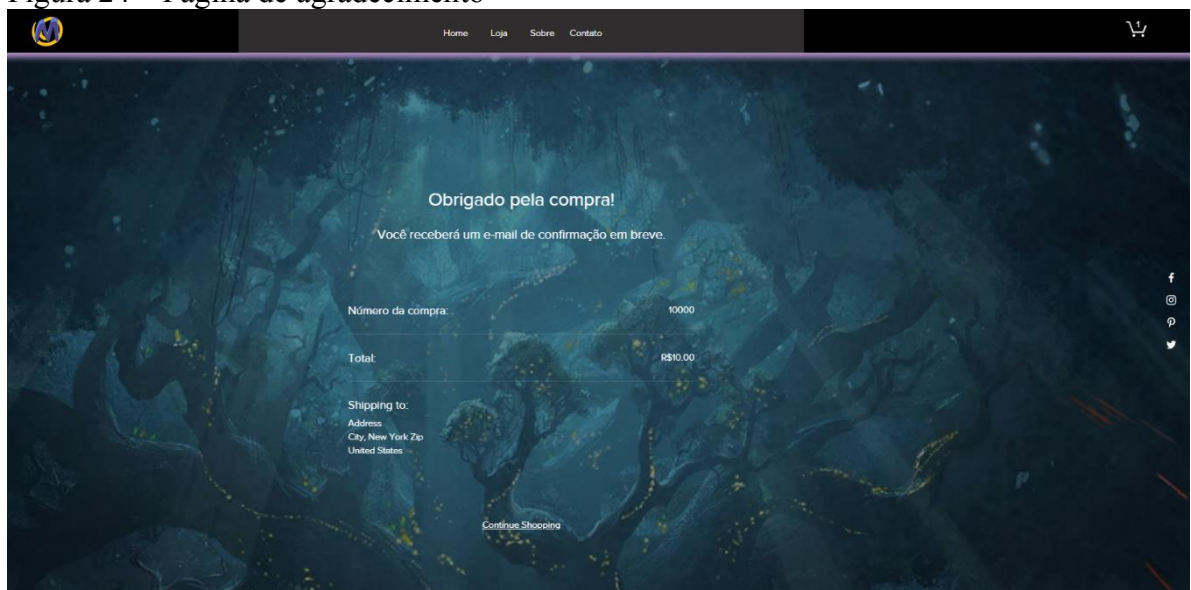 Figura 24 – Página de agradecimento
M
Home Loja Sobre Contato
1
Obrigado pela compra!
Você receberá um e-mail de confirmação em breve.
Número da compra: 10000
Total: R$10.00
Shipping to:
Address
City, New York Zip
United States
Continue Shopping